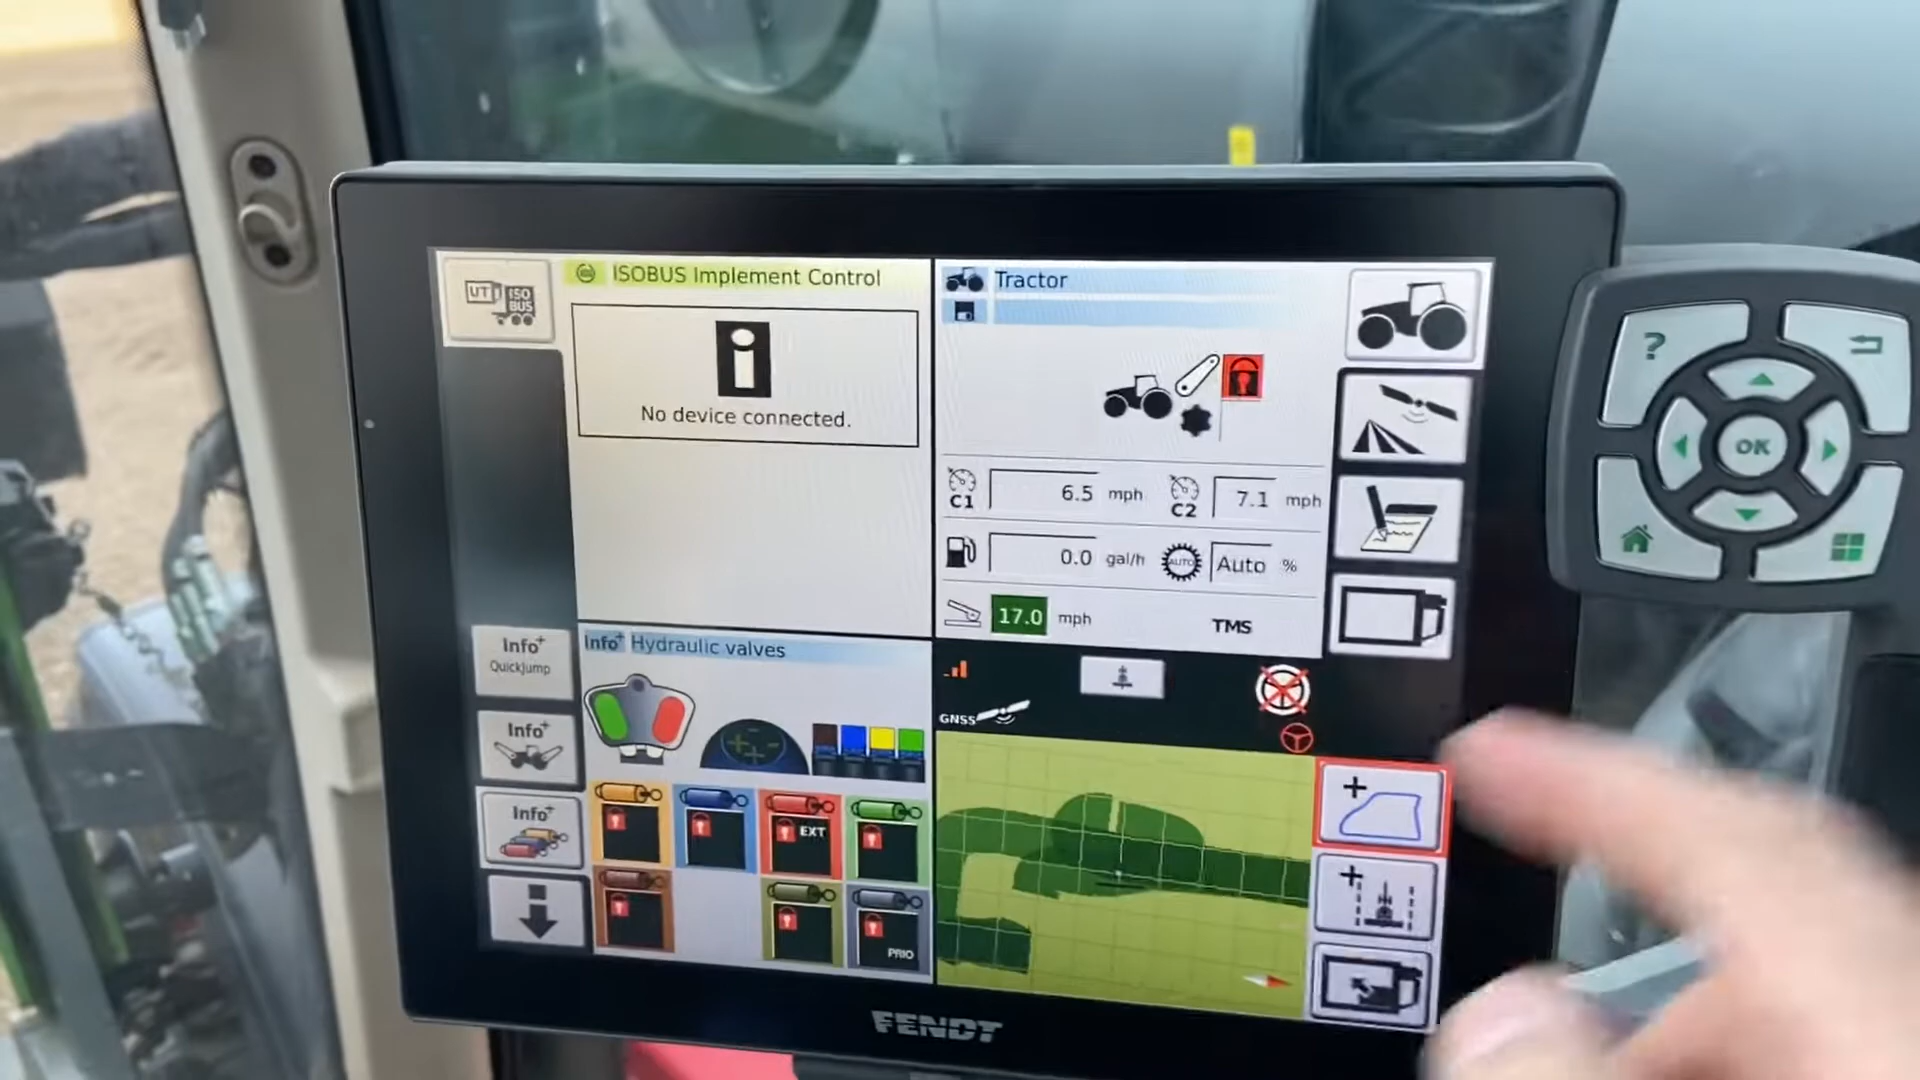 UT
ISO
BUS
ISOBUS Implement Control
No device connected.
Tractor
C1
6.5 mph
C2
7.1 mph
0.0 gal/h
AUTO
Auto %
17.0 mph
TMS
Info+
QuickJump
Info+
Info+
Info+ Hydraulic valves
EXT
PRIO
GNSS
FENDT
?
OK